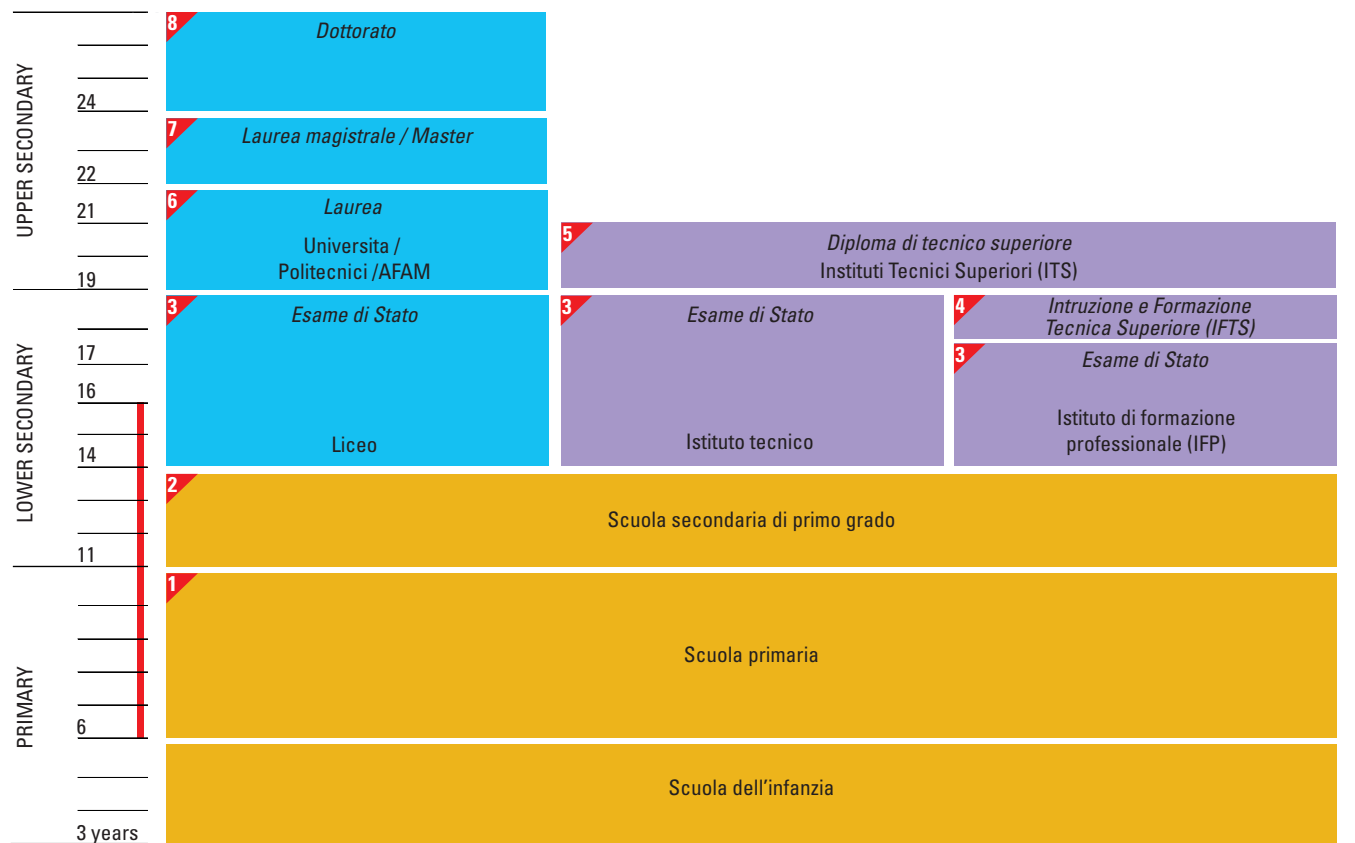 UPPER SECONDARY
LOWER SECONDARY
PRIMARY
24
22
21
19
17
16
14
11
6
3 years
8
Dottorato
7
Laurea magistrale / Master
6
Laurea
Universita /
Politecnici /AFAM
5
Diploma di tecnico superiore
Instituti Tecnici Superiori (ITS)
3
Esame di Stato
Liceo
3
Esame di Stato
Istituto tecnico
4
Intruzione e Formazione
Tecnica Superiore (IFTS)
3
Esame di Stato
Istituto di formazione
professionale (IFP)
2
Scuola secondaria di primo grado
1
Scuola primaria
Scuola dell’infanzia